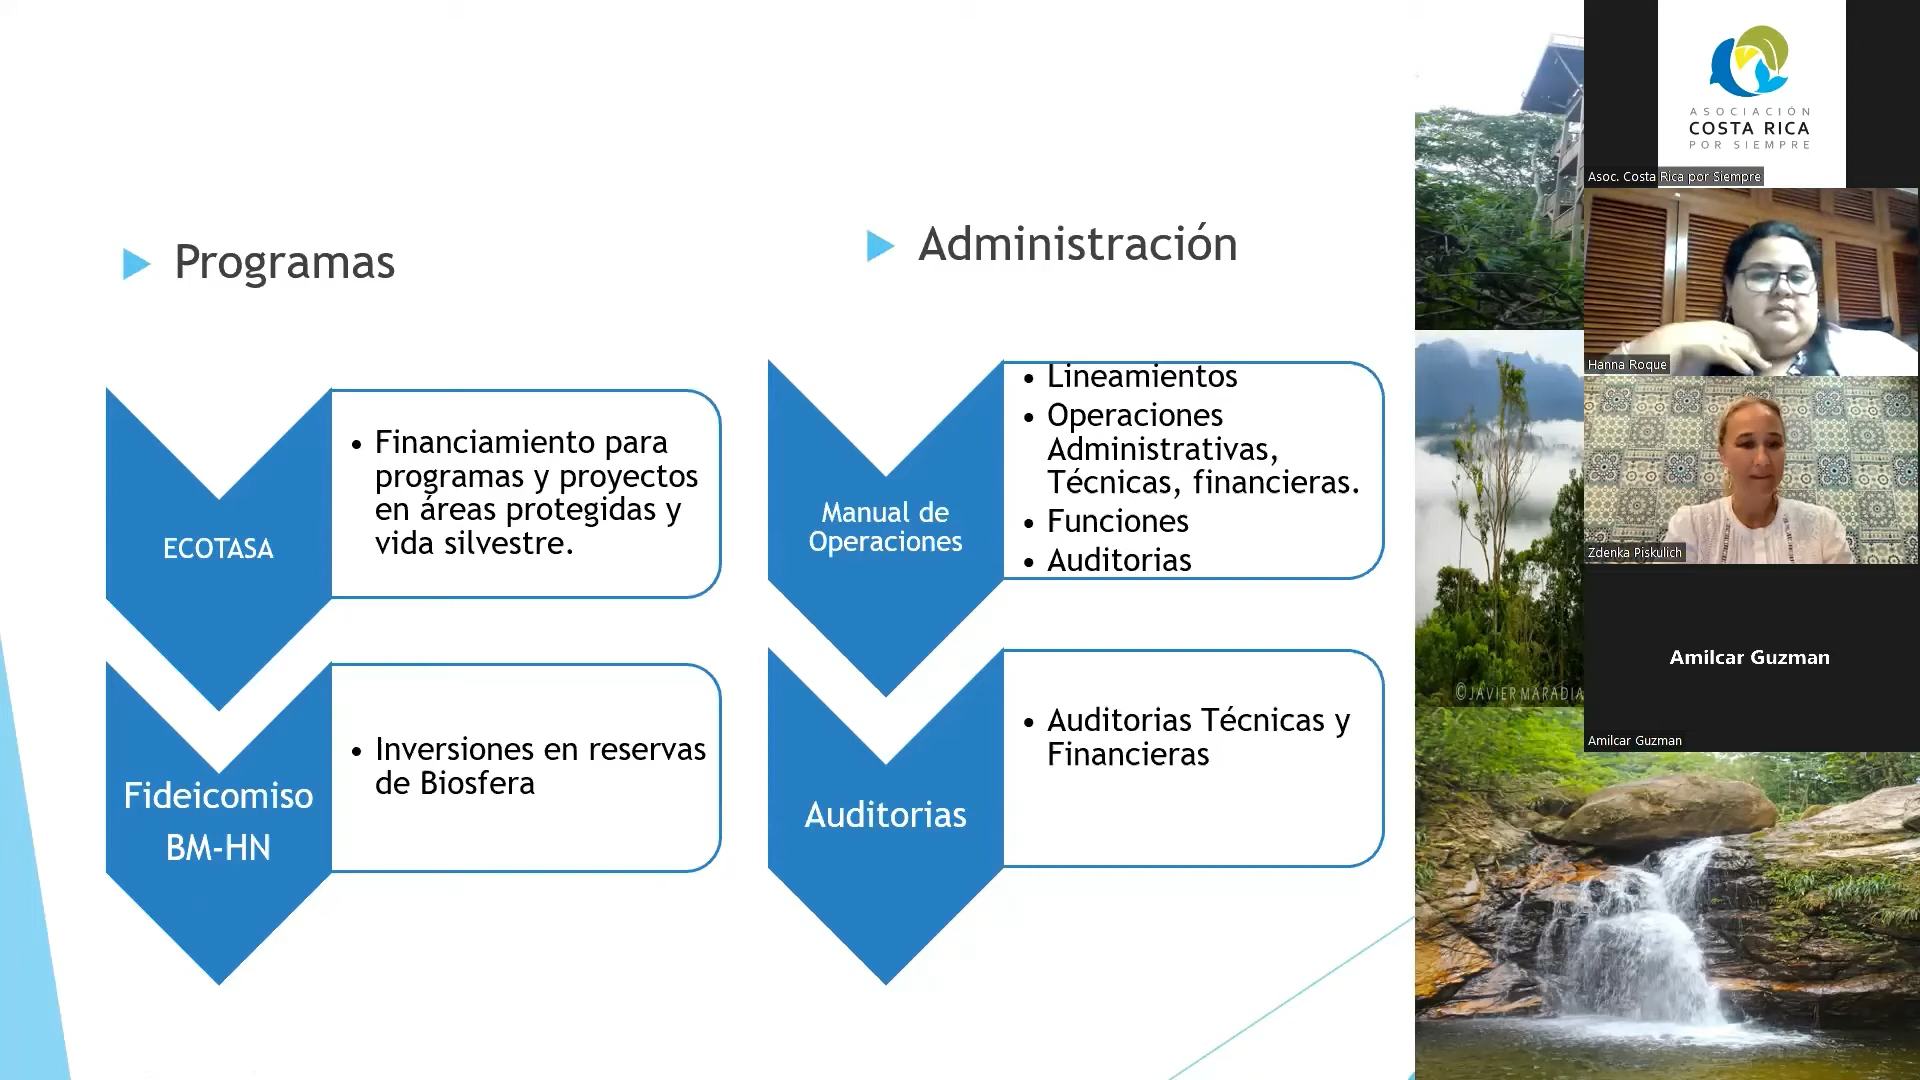 Programas
ECOTASA
• Financiamiento para
programas y proyectos
en áreas protegidas y
vida silvestre.
Fideicomiso
BM-HN
• Inversiones en reservas
de Biosfera
Administración
Manual de
Operaciones
• Lineamientos
• Operaciones
Administrativas,
Técnicas, financieras.
• Funciones
• Auditorias
Auditorias
• Auditorias Técnicas y
Financieras
©JAVIER MARADIA
ASOCIACIÓN
COSTA RICA
POR SIEMPRE
Asoc. Costa Rica por Siempre
Hanna Roque
Zdenka Piskulich
Amilcar Guzman
Amilcar Guzman